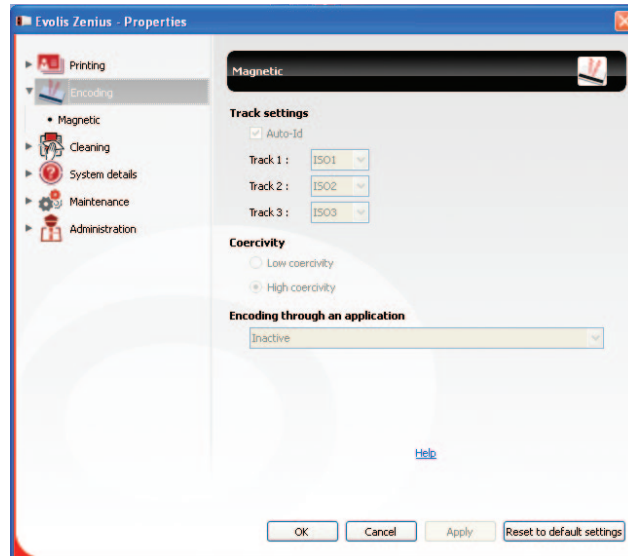 Evolis Zenius - Properties
Printing
Encoding
Magnetic
Cleaning
System details
Maintenance
Administration
Magnetic
Track settings
Auto-Id
Track 1 : ISO1
Track 2 : ISO2
Track 3 : ISO3
Coercivity
Low coercivity
High coercivity
Encoding through an application
Inactive
Help
OK Cancel Apply Reset to default settings